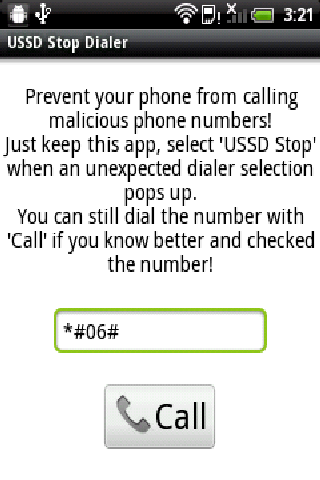 3:21
USSD Stop Dialer
Prevent your phone from calling
malicious phone numbers!
Just keep this app, select 'USSD Stop'
when an unexpected dialer selection
pops up.
You can still dial the number with
'Call' if you know better and checked
the number!
*#06#
Call